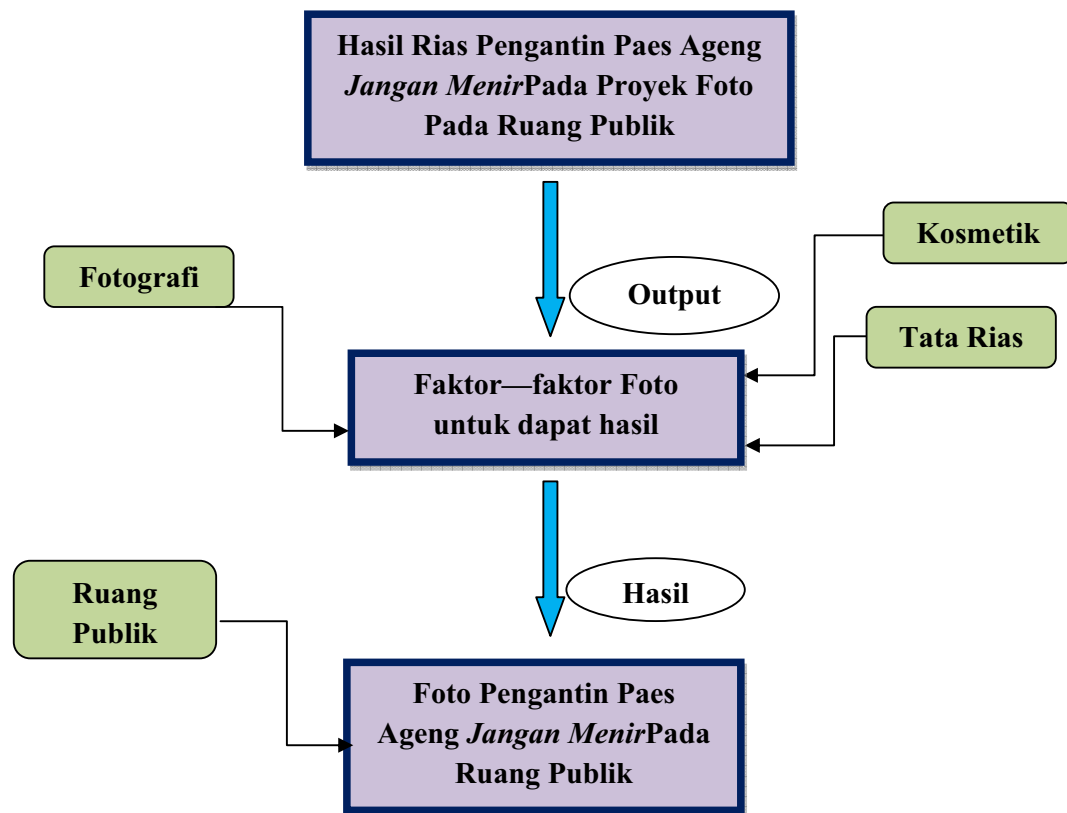 Hasil Rias Pengantin Paes Ageng
Jangan MenirPada Proyek Foto
Pada Ruang Publik
Kosmetik
Fotografi
Output
Tata Rias
Faktor—faktor Foto
untuk dapat hasil
Ruang
Publik
Hasil
Foto Pengantin Paes
Ageng Jangan MenirPada
Ruang Publik